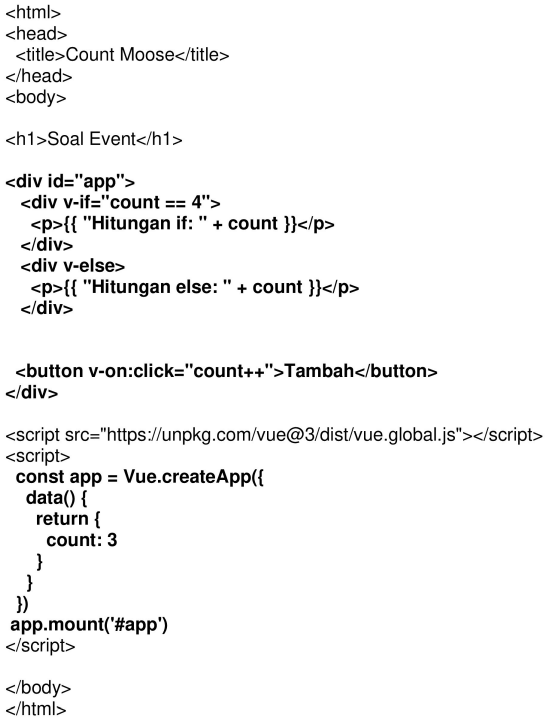 <html>
<head>
  <title>Count Moose</title>
</head>
<body>

<h1>Soal Event</h1>

<div id="app">
   <div v-if="count == 4">
     <p>{{ "Hitungan if: " + count }}</p>
   </div>
   <div v-else>
     <p>{{ "Hitungan else: " + count }}</p>
   </div>


  <button v-on:click="count++">Tambah</button>
</div>

<script src="https://unpkg.com/vue@3/dist/vue.global.js"></script>
<script>
  const app = Vue.createApp({
    data() {
      return {
        count: 3
      }
    }
  })
 app.mount('#app')
</script>

</body>
</html>